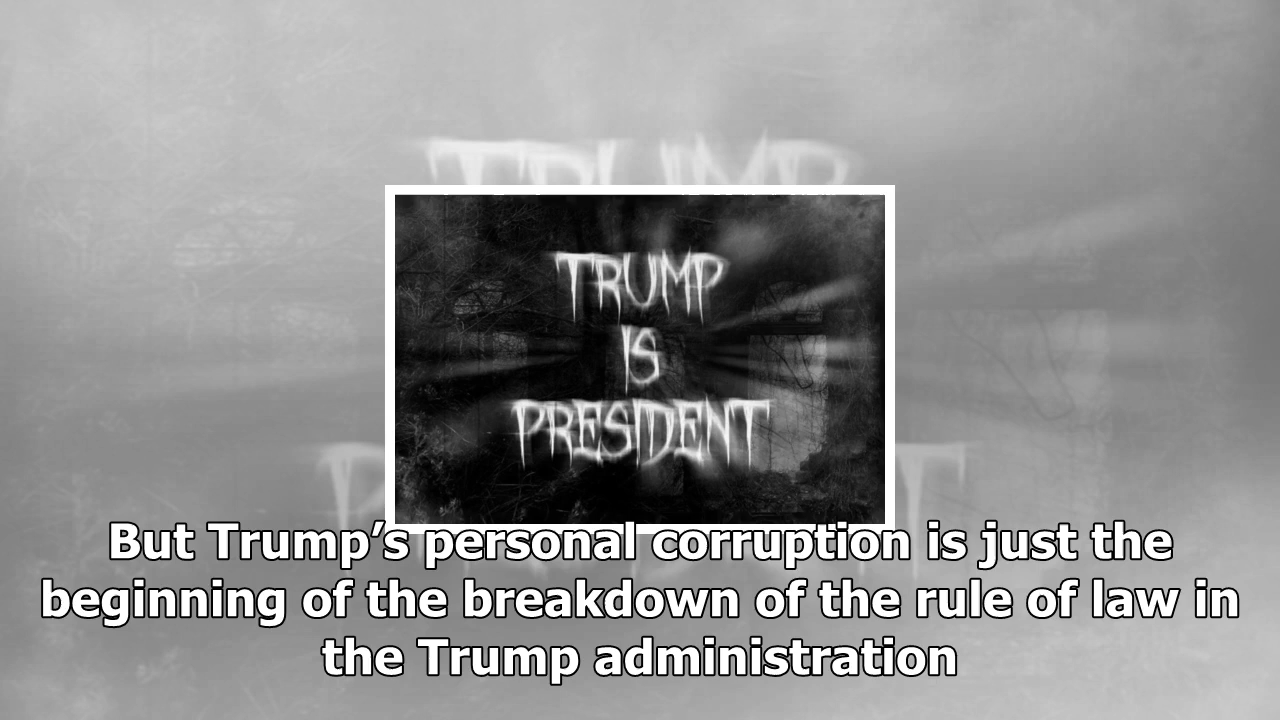 TRUMP
IS
PRESIDENT
But Trump’s personal corruption is just the
beginning of the breakdown of the rule of law in
the Trump administration